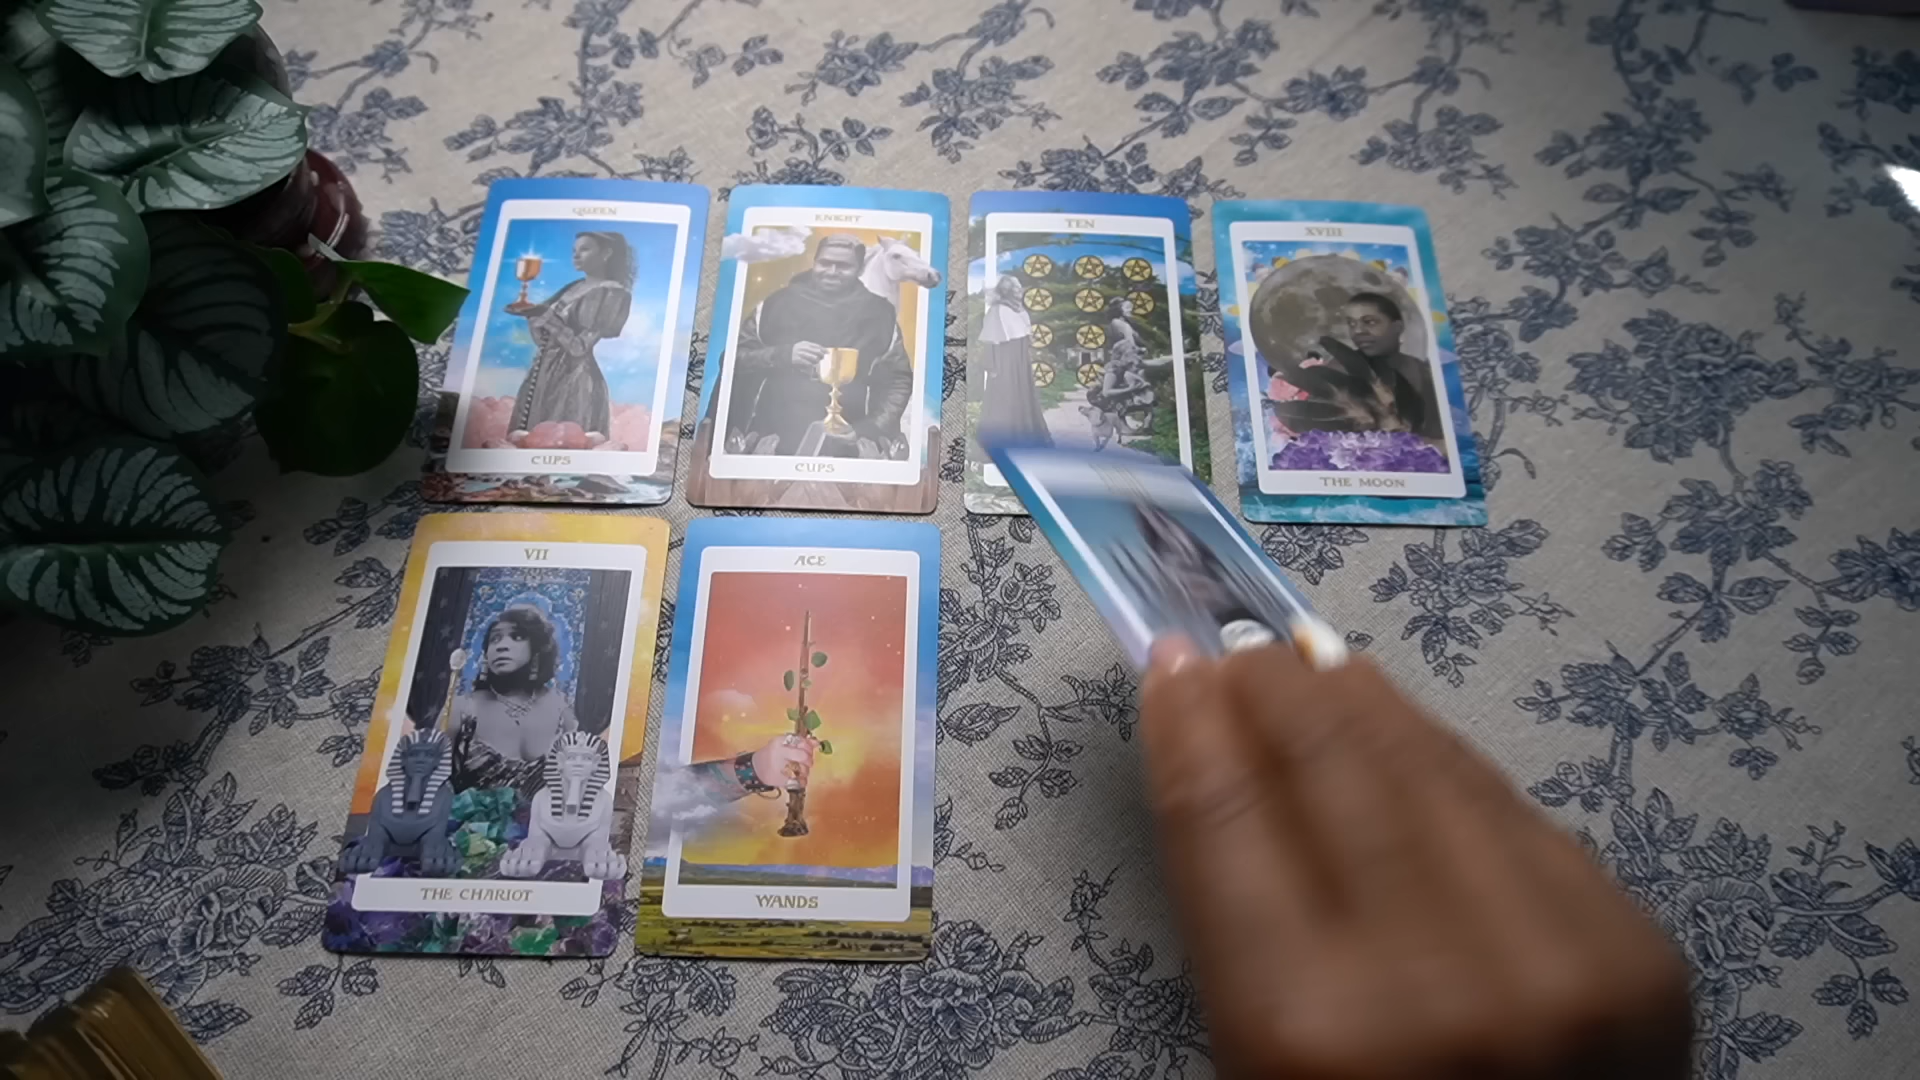 QUEEN
CUPS
KNIGHT
CUPS
TEN
XVIII
THE MOON
VII
THE CHARIOT
ACE
WANDS